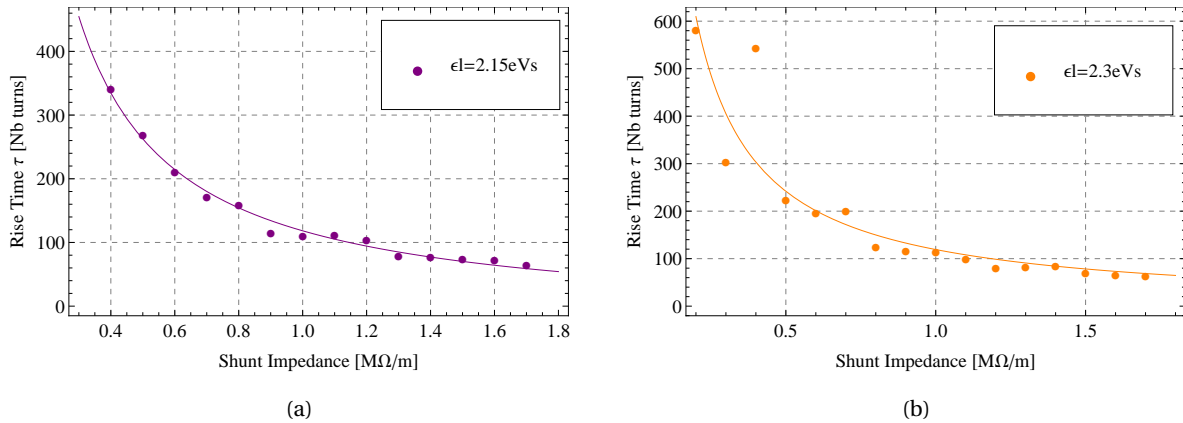 ϵl=2.15eVs
Rise Time τ [Nb turns]
400
300
200
100
0
0.4 0.6 0.8 1.0 1.2 1.4 1.6 1.8
Shunt Impedance [MΩ/m]
(a)
ϵl=2.3eVs
Rise Time τ [Nb turns]
600
500
400
300
200
100
0
0.5 1.0 1.5
Shunt Impedance [MΩ/m]
(b)